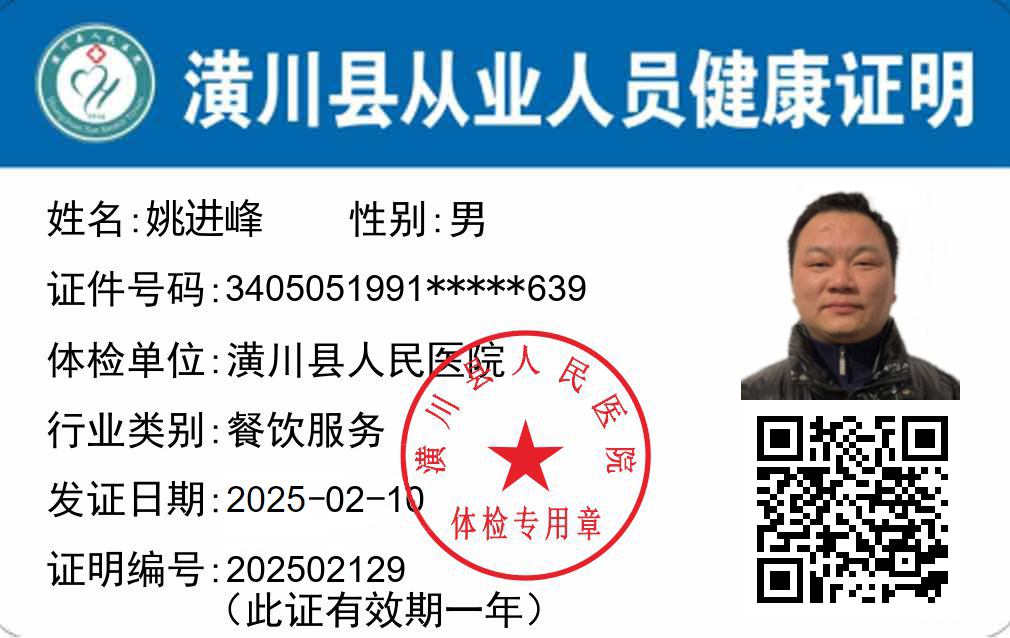 潢川县从业人员健康证明
姓名:姚进峰 性别:男
证件号码:3405051991*****639
体检单位:潢川县人民医院
行业类别:餐饮服务
发证日期:2025-02-10
证明编号:202502129
（此证有效期一年）
潢川县人民医院
体检专用章